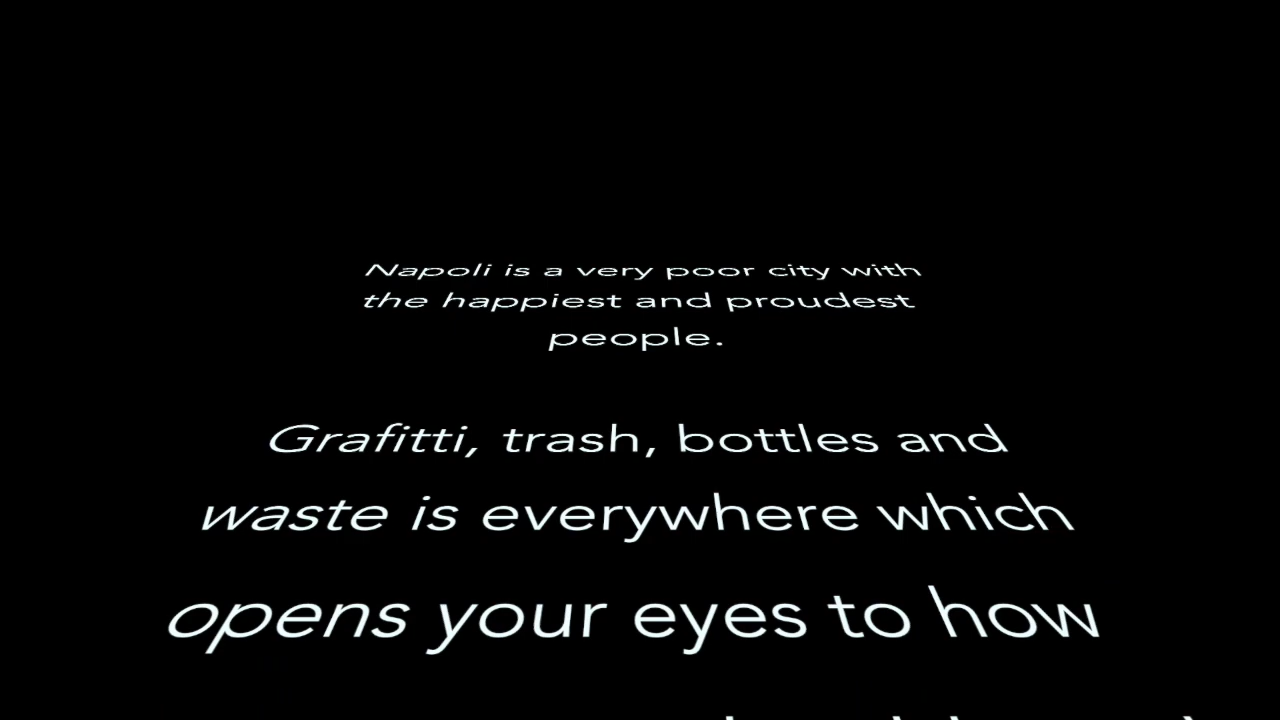 Napoli is a very poor city with
the happiest and proudest
people.
Grafitti, trash, bottles and
waste is everywhere which
opens your eyes to how